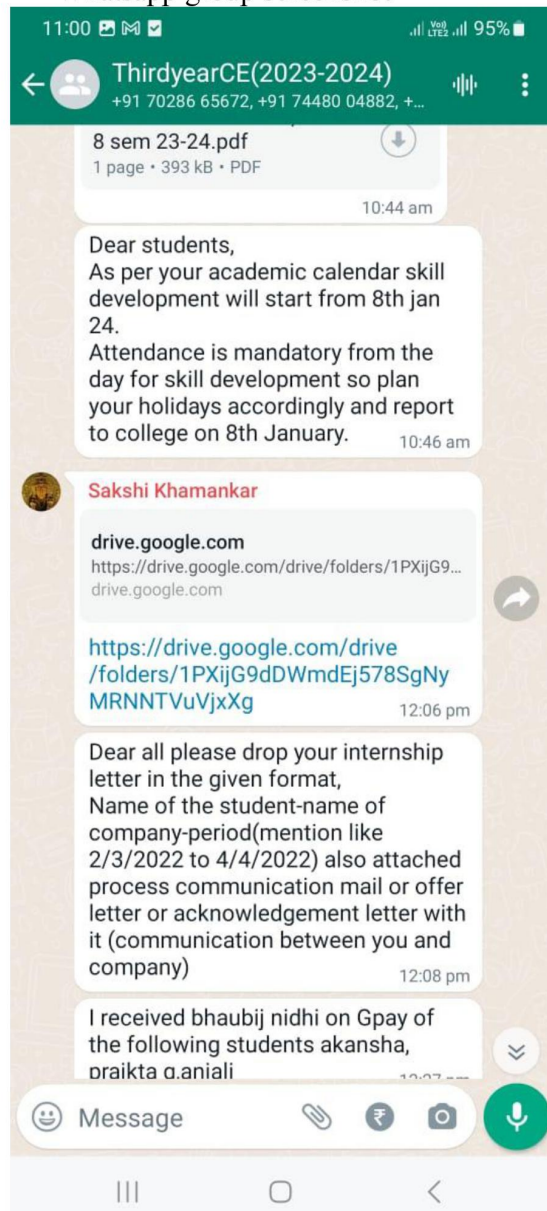 11:00 95%
ThirdyearCE(2023-2024)
+91 70286 65672, +91 74480 04882, +...
8 sem 23-24.pdf
1 page • 393 kB • PDF
10:44 am
Dear students,
As per your academic calendar skill
development will start from 8th jan
24.
Attendance is mandatory from the
day for skill development so plan
your holidays accordingly and report
to college on 8th January. 10:46 am
Sakshi Khamankar
drive.google.com
https://drive.google.com/drive/folders/1PXijG9...
drive.google.com
https://drive.google.com/drive
/folders/1PXijG9dDWmdEj578SgNy
MRNNTVuVjxXg 12:06 pm
Dear all please drop your internship
letter in the given format,
Name of the student-name of
company-period(mention like
2/3/2022 to 4/4/2022) also attached
process communication mail or offer
letter or acknowledgement letter with
it (communication between you and
company) 12:08 pm
I received bhaubij nidhi on Gpay of
the following students akansha,
prajkta g,anjali
Message